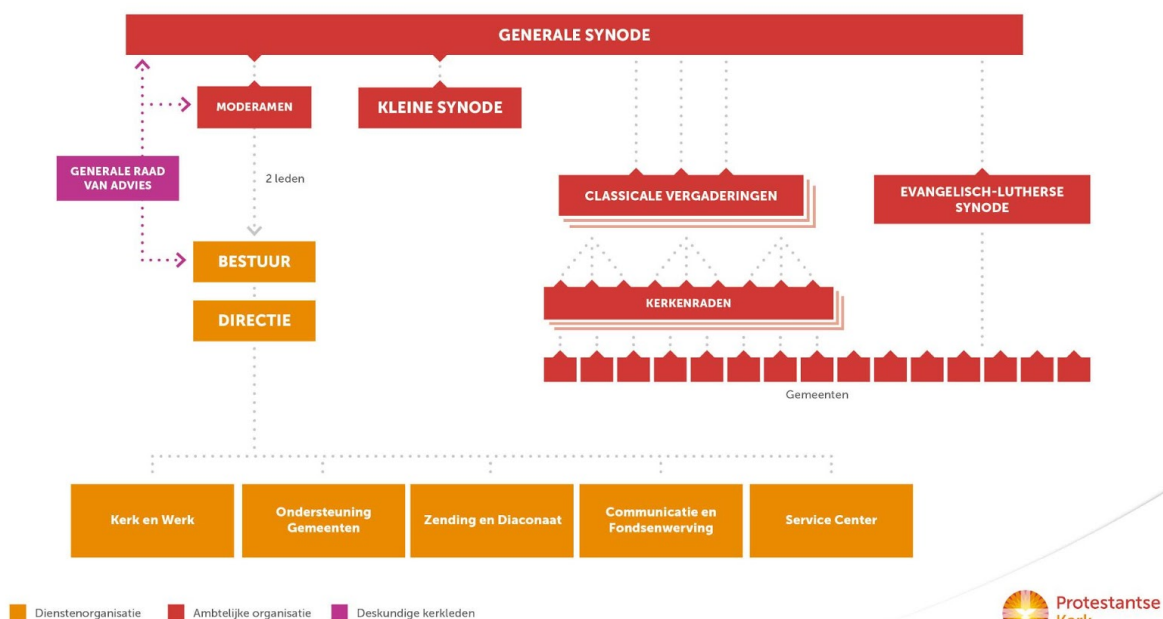 GENERALE SYNODE
MODERAMEN
KLEINE SYNODE
GENERALE RAAD
VAN ADVIES
2 leden
CLASSICALE VERGADERINGEN
EVANGELISCH-LUTHERSE
SYNODE
BESTUUR
KERKENRADEN
DIRECTIE
Gemeenten
Kerk en Werk
Ondersteuning
Gemeenten
Zending en Diaconaat
Communicatie en
Fondsenwerving
Service Center
Dienstenorganisatie
Ambtelijke organisatie
Deskundige kerkleden
Protestantse
Kerk